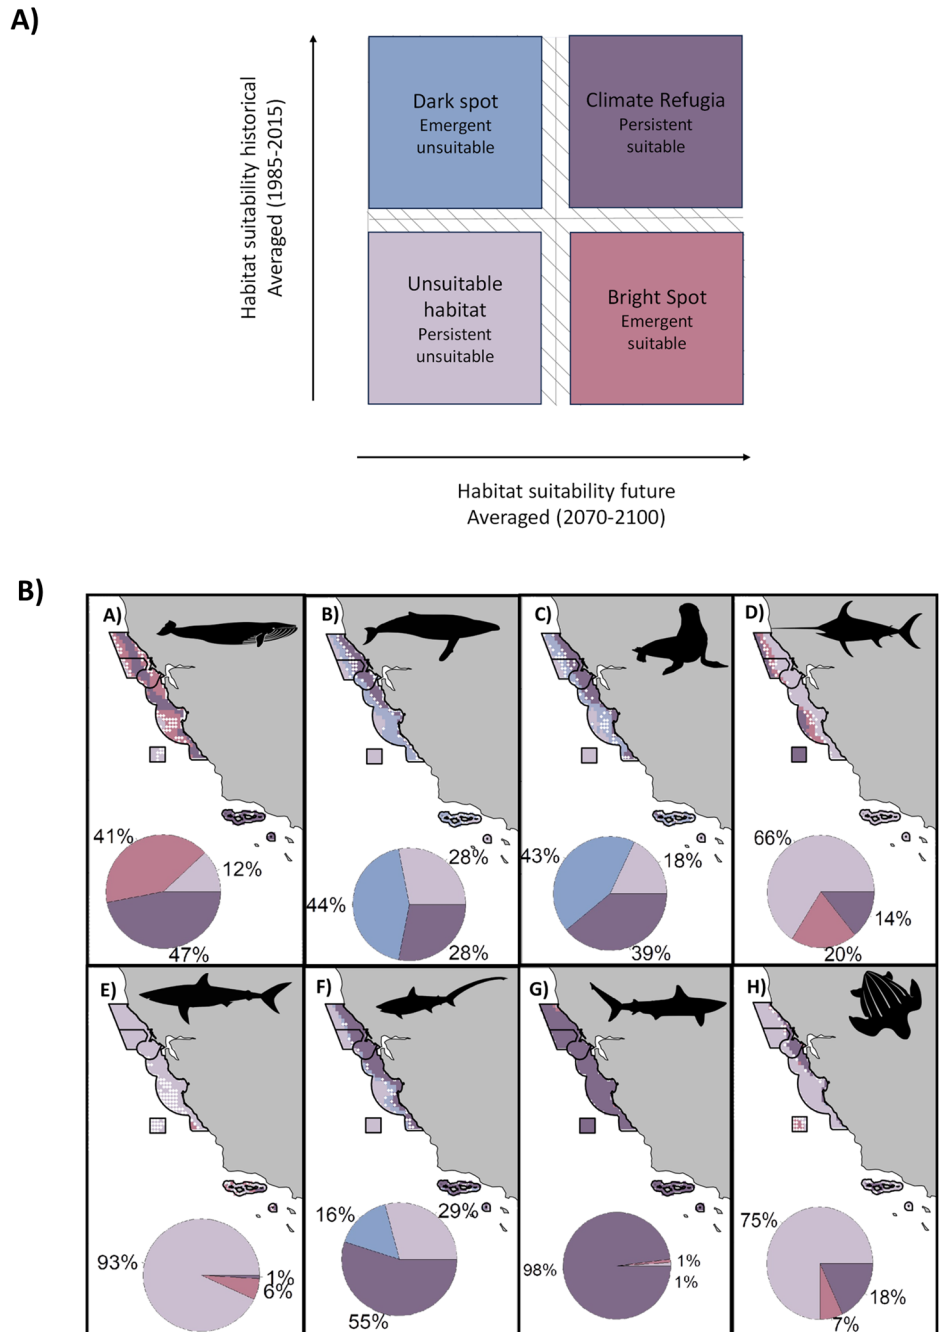 A)
Habitat suitability historical
Averaged (1985-2015)
Dark spot
Emergent
unsuitable
Climate Refugia
Persistent
suitable
Unsuitable
habitat
Persistent
unsuitable
Bright Spot
Emergent
suitable
Habitat suitability future
Averaged (2070-2100)
B)
A)
41%
12%
47%
B)
28%
44%
28%
C)
43%
18%
39%
D)
66%
14%
20%
E)
93%
1%
6%
F)
16%
29%
55%
G)
98%
1%
1%
H)
75%
18%
7%